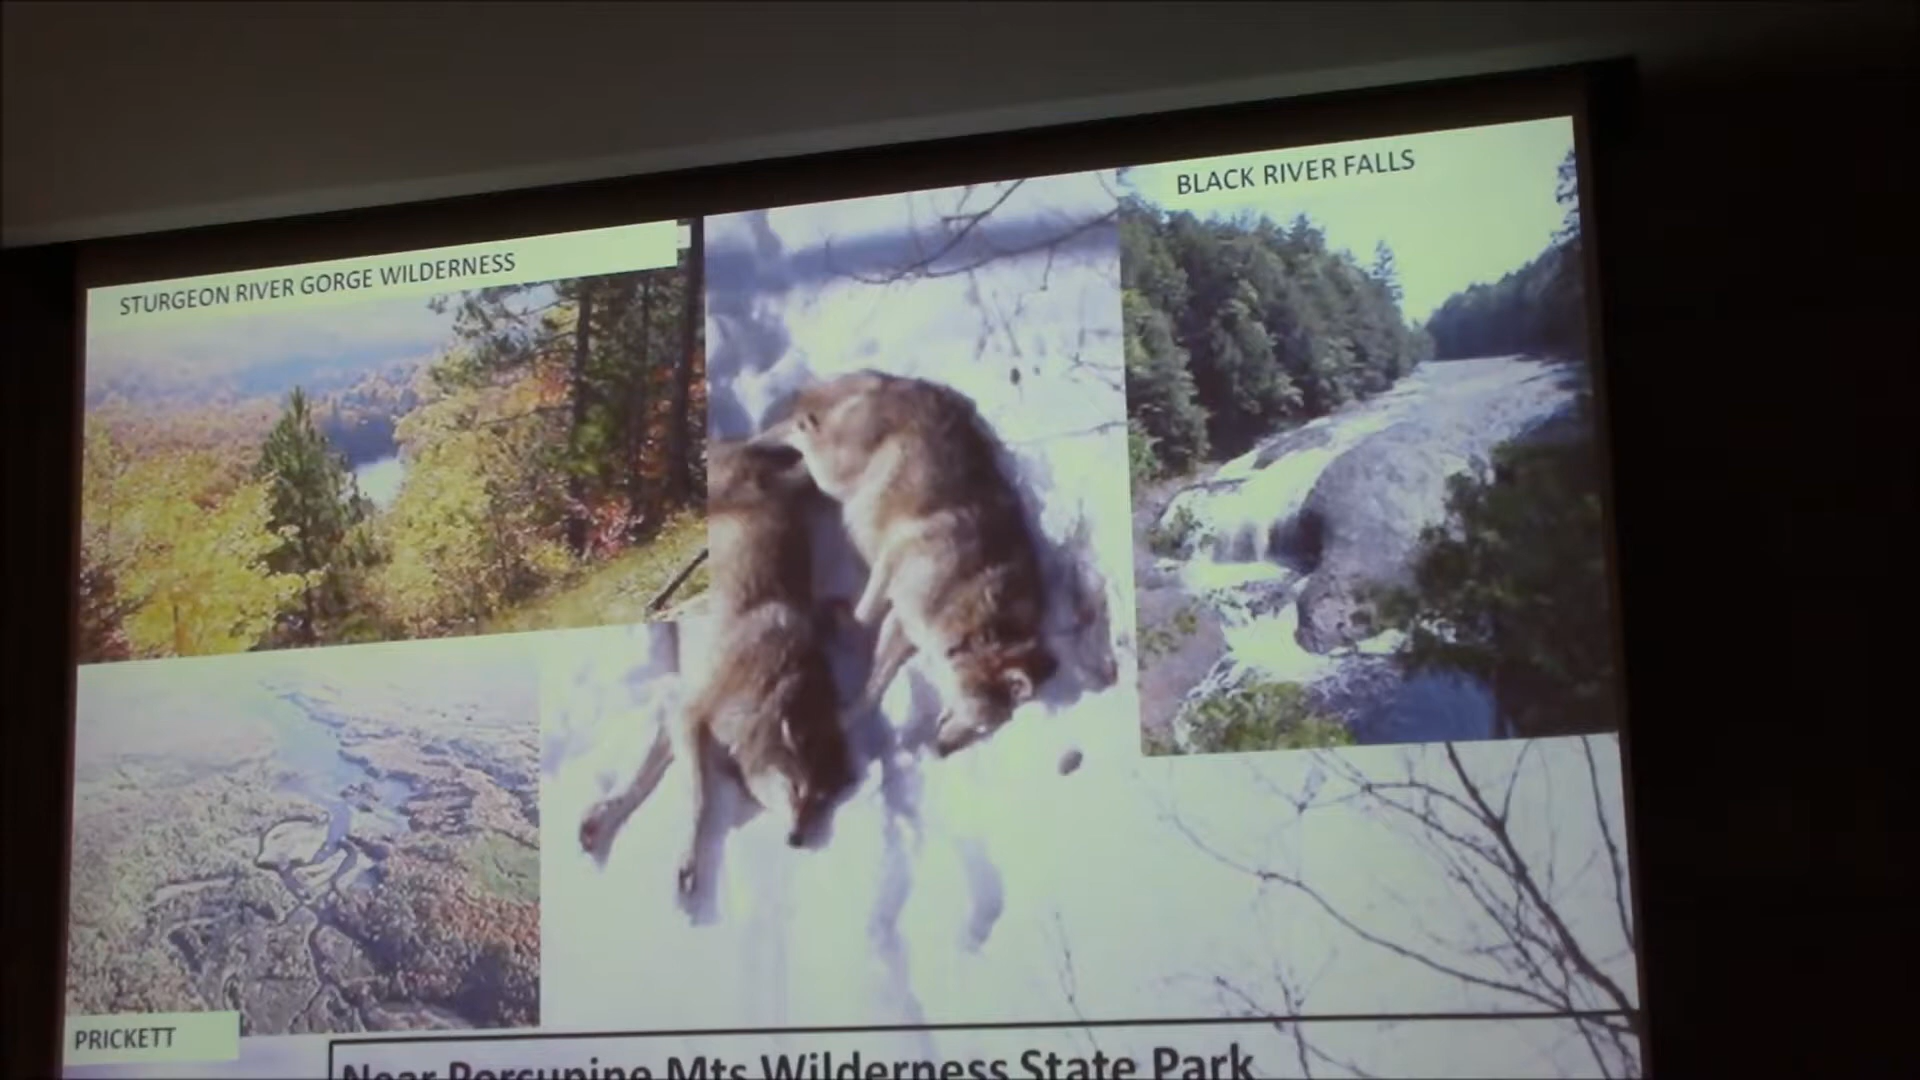 STURGEON RIVER GORGE WILDERNESS
BLACK RIVER FALLS
PRICKETT
Near Porcupine Mts Wilderness State Park